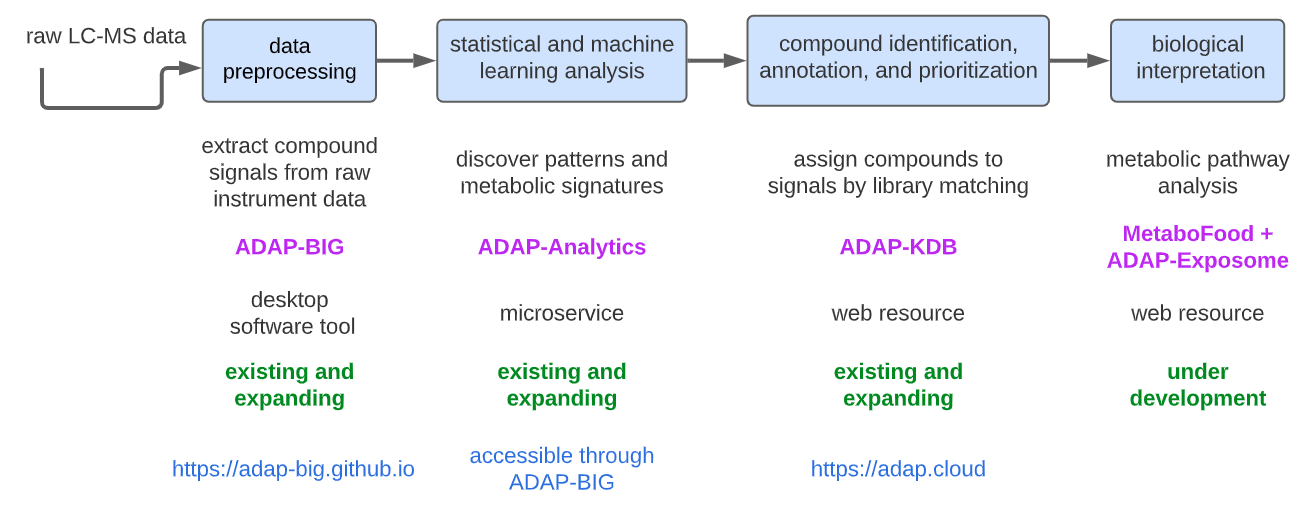 raw LC-MS data
data
preprocessing
statistical and machine
learning analysis
compound identification,
annotation, and prioritization
biological
interpretation
extract compound
signals from raw
instrument data
discover patterns and
metabolic signatures
assign compounds to
signals by library matching
metabolic pathway
analysis
ADAP-BIG
ADAP-Analytics
ADAP-KDB
MetaboFood +
ADAP-Exposome
desktop
software tool
microservice
web resource
web resource
existing and
expanding
existing and
expanding
existing and
expanding
under
development
https://adap-big.github.io
accessible through
ADAP-BIG
https://adap.cloud